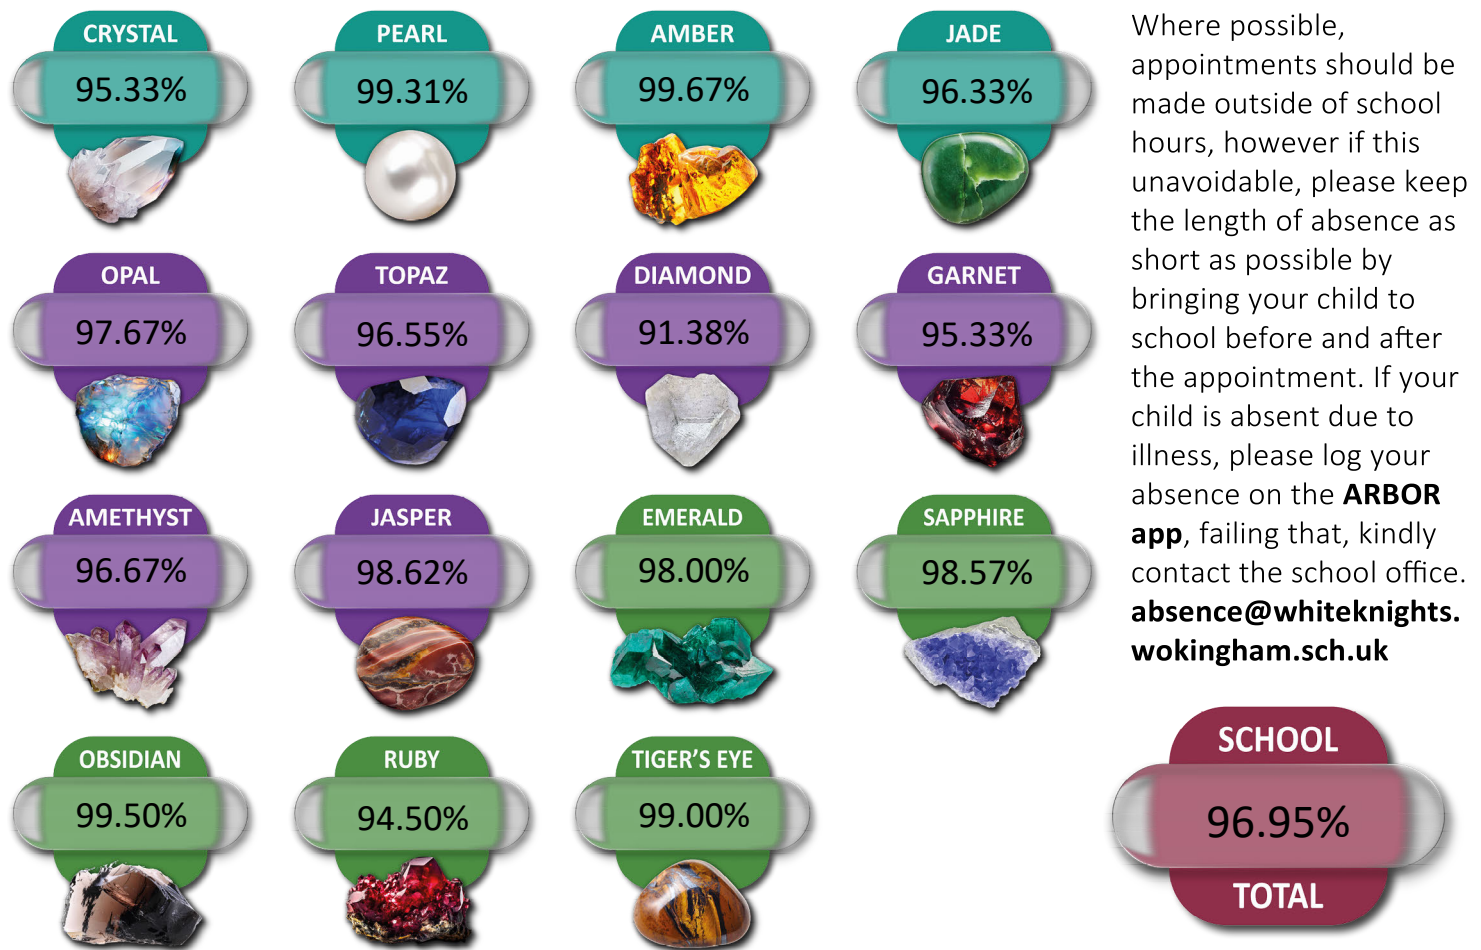 CRYSTAL
95.33%
PEARL
99.31%
AMBER
99.67%
JADE
96.33%
OPAL
97.67%
TOPAZ
96.55%
DIAMOND
91.38%
GARNET
95.33%
AMETHYST
96.67%
JASPER
98.62%
EMERALD
98.00%
SAPPHIRE
98.57%
OBSIDIAN
99.50%
RUBY
94.50%
TIGER'S EYE
99.00%
Where possible,
appointments should be
made outside of school
hours, however if this
unavoidable, please keep
the length of absence as
short as possible by
bringing your child to
school before and after
the appointment. If your
child is absent due to
illness, please log your
absence on the ARBOR
app, failing that, kindly
contact the school office.
absence@whiteknights.
wokingham.sch.uk
SCHOOL
96.95%
TOTAL